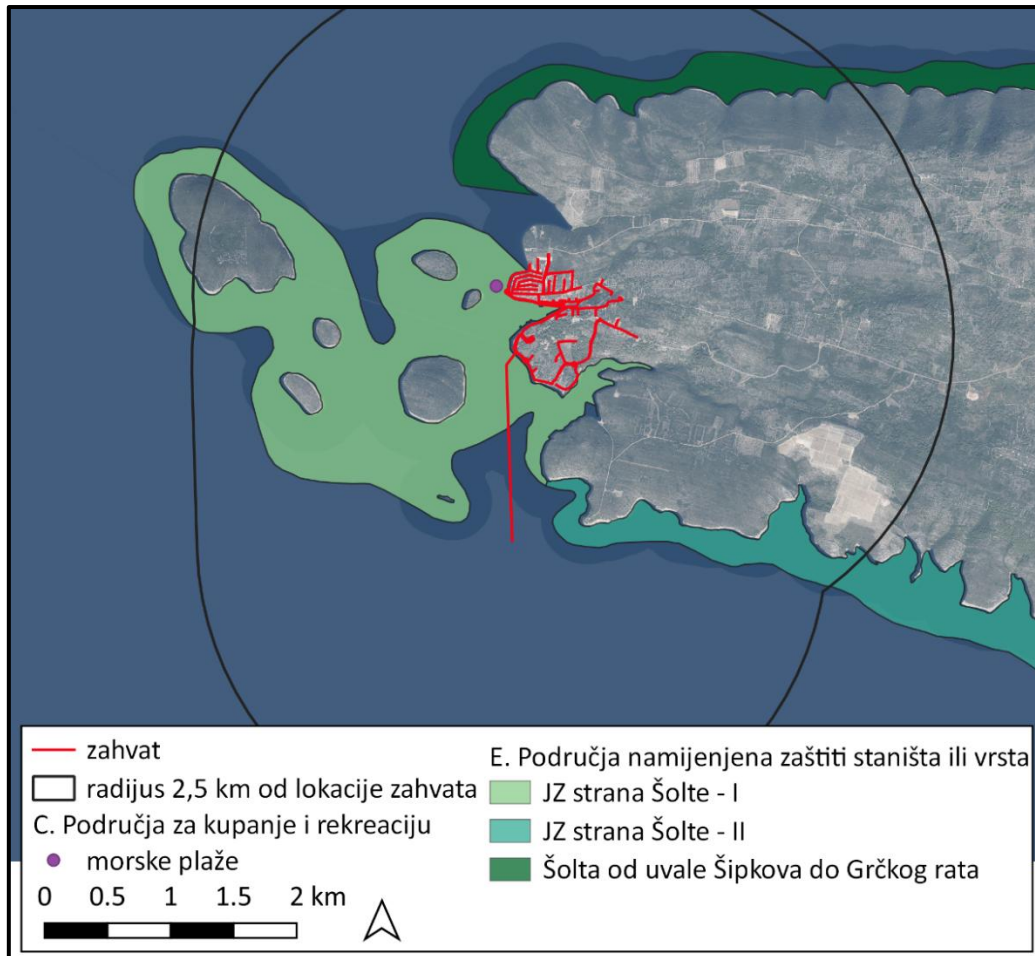 zahvat
radijus 2,5 km od lokacije zahvata
C. Područja za kupanje i rekreaciju
morske plaže
0 0.5 1 1.5 2 km
E. Područja namijenjena zaštiti staništa ili vrsta
JZ strana Šolte - I
JZ strana Šolte - II
Šolta od uvale Šipkova do Grčkog rata